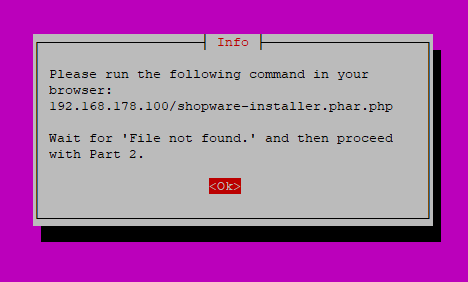 Info
Please run the following command in your
browser:
192.168.178.100/shopware-installer.phar.php
Wait for 'File not found.' and then proceed
with Part 2.
<Ok>